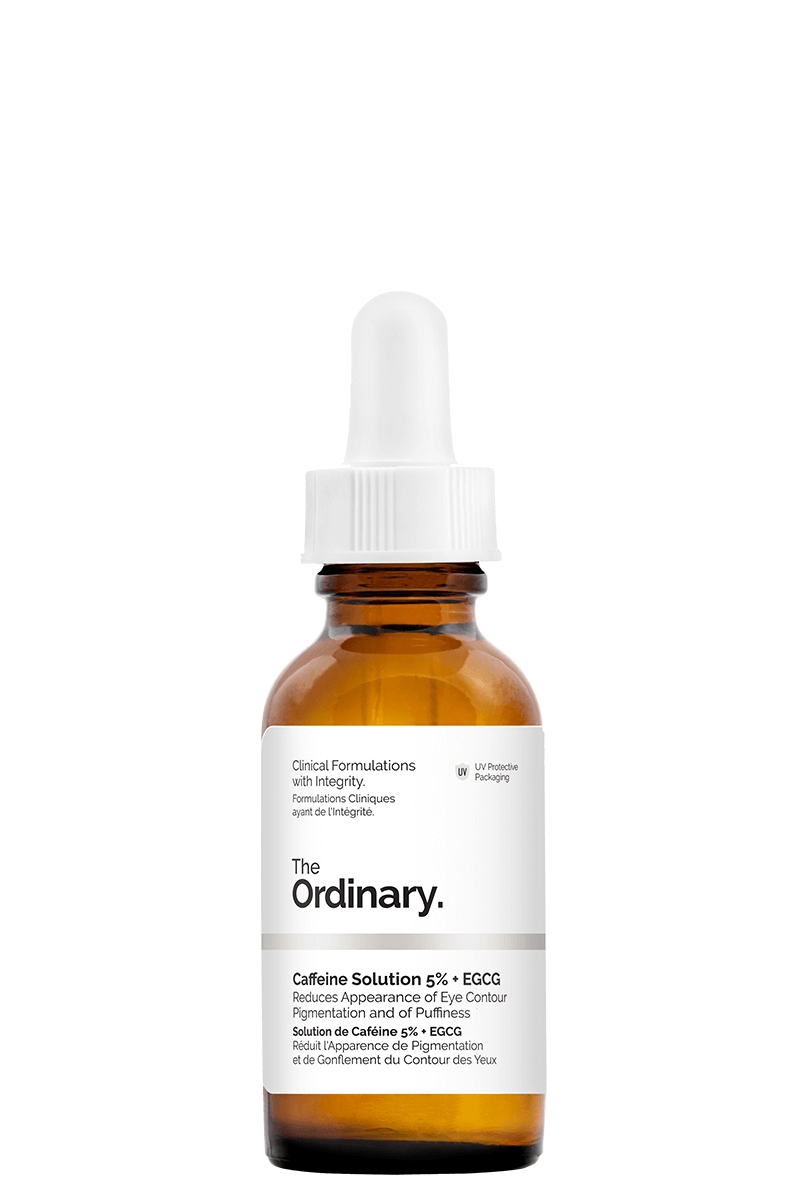 Clinical Formulations
with Integrity.
Formulations Cliniques
ayant de l'Intégrité.
UV
UV Protective
Packaging
The
Ordinary.
Caffeine Solution 5% + EGCG
Reduces Appearance of Eye Contour
Pigmentation and of Puffiness
Solution de Caféine 5% + EGCG
Réduit l'Apparence de Pigmentation
et de Gonflement du Contour des Yeux